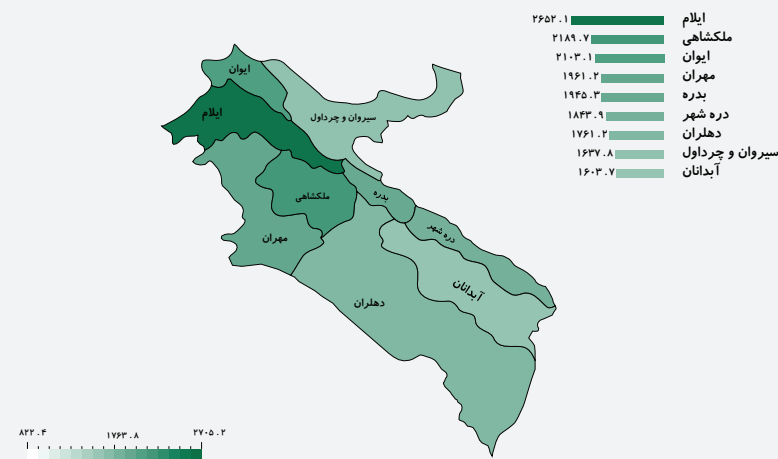 ایلام ۲۶۵۲.۱
ملکشاهی ۲۱۸۹.۷
ایوان ۲۱۰۳.۱
مهران ۱۹۶۱.۲
بدره ۱۹۴۵.۳
دره شهر ۱۸۴۳.۹
دهلران ۱۷۶۱.۲
سیروان و چرداول ۱۶۳۷.۸
آبدانان ۱۶۰۳.۷
ایوان
ایلام
سیروان و چرداول
ملکشاهی
بدره
مهران
دره شهر
آبدانان
دهلران
۸۲۲.۴
۱۷۶۳.۸
۲۷۰۵.۲